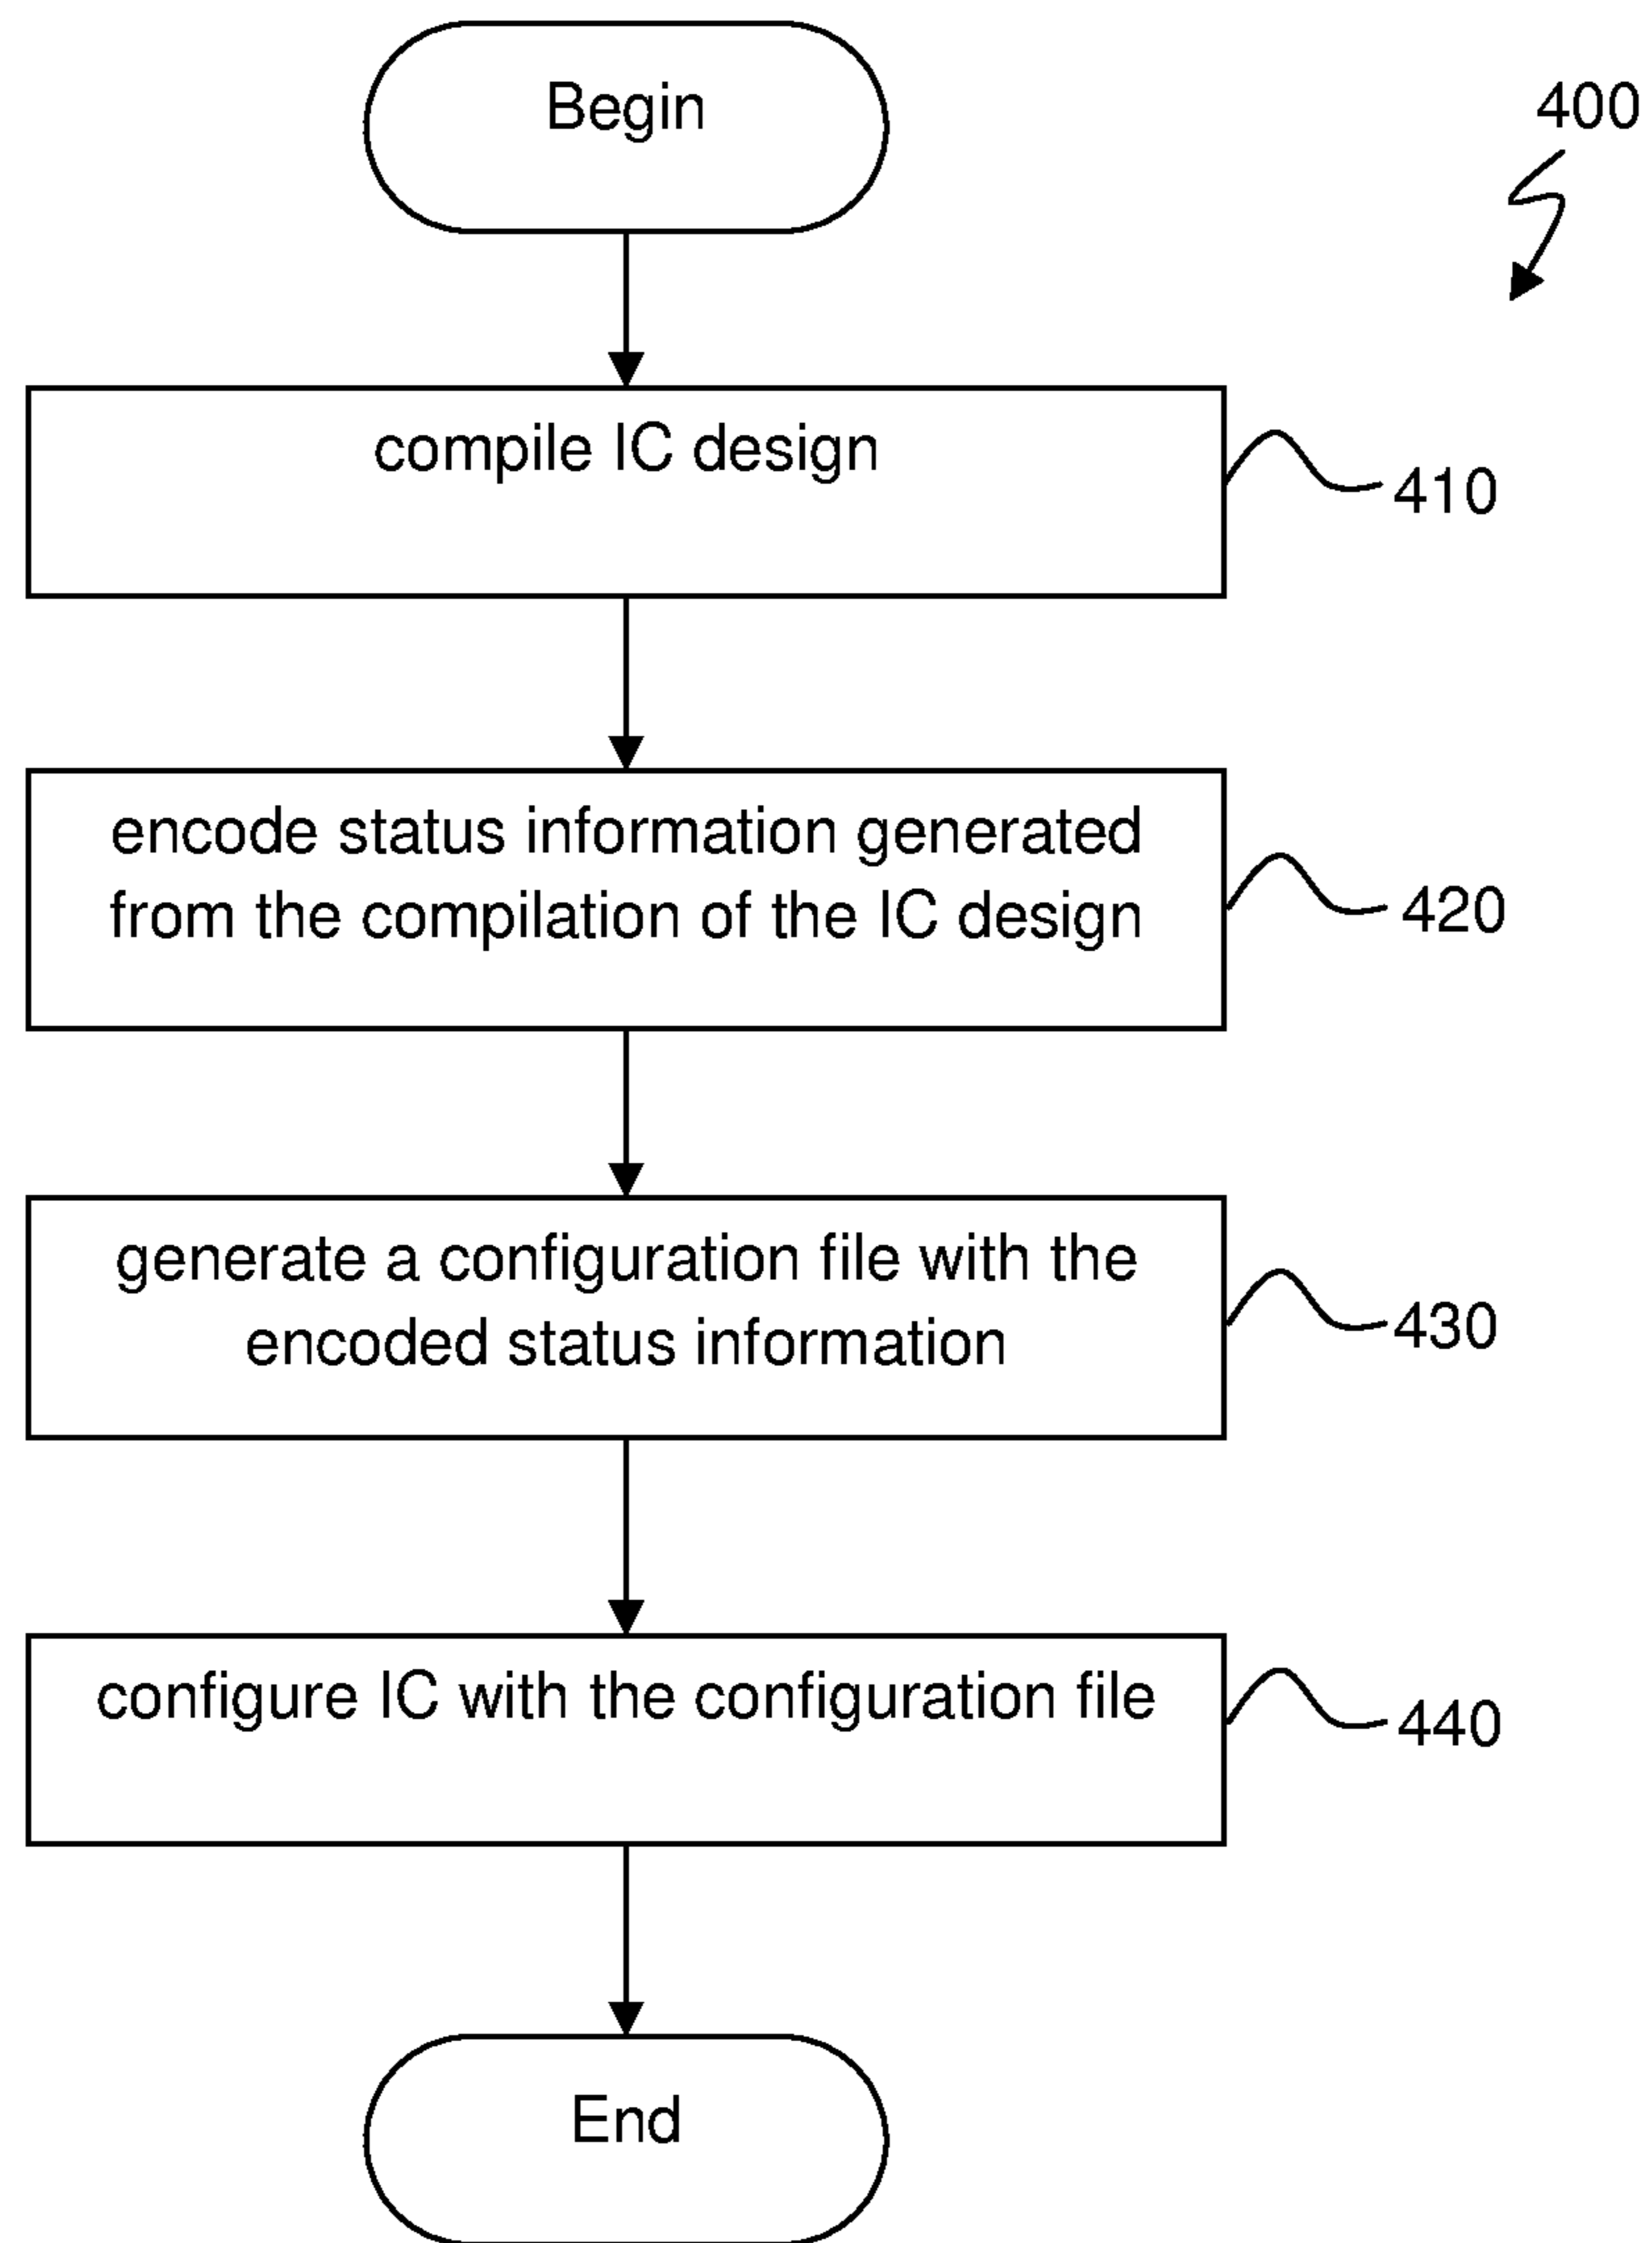 Begin
400
compile IC design
410
encode status information generated
from the compilation of the IC design
420
generate a configuration file with the
encoded status information
430
configure IC with the configuration file
440
End